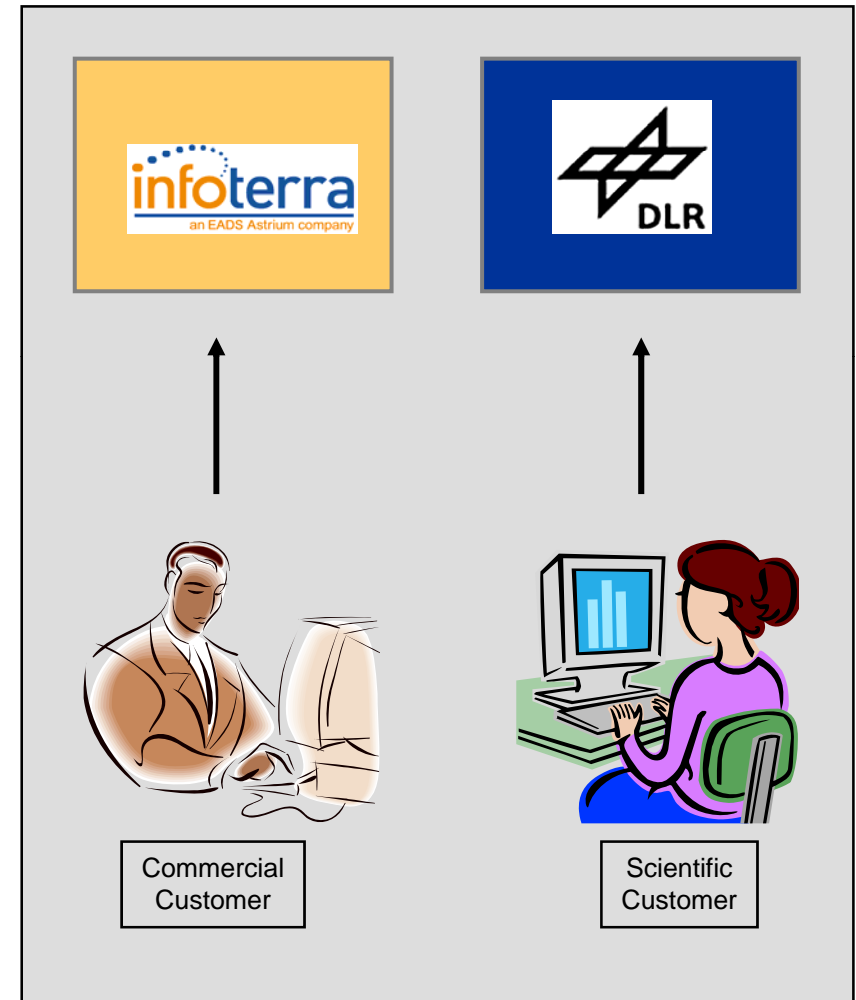 infoterra
an EADS Astrium company
DLR
Commercial
Customer
Scientific
Customer